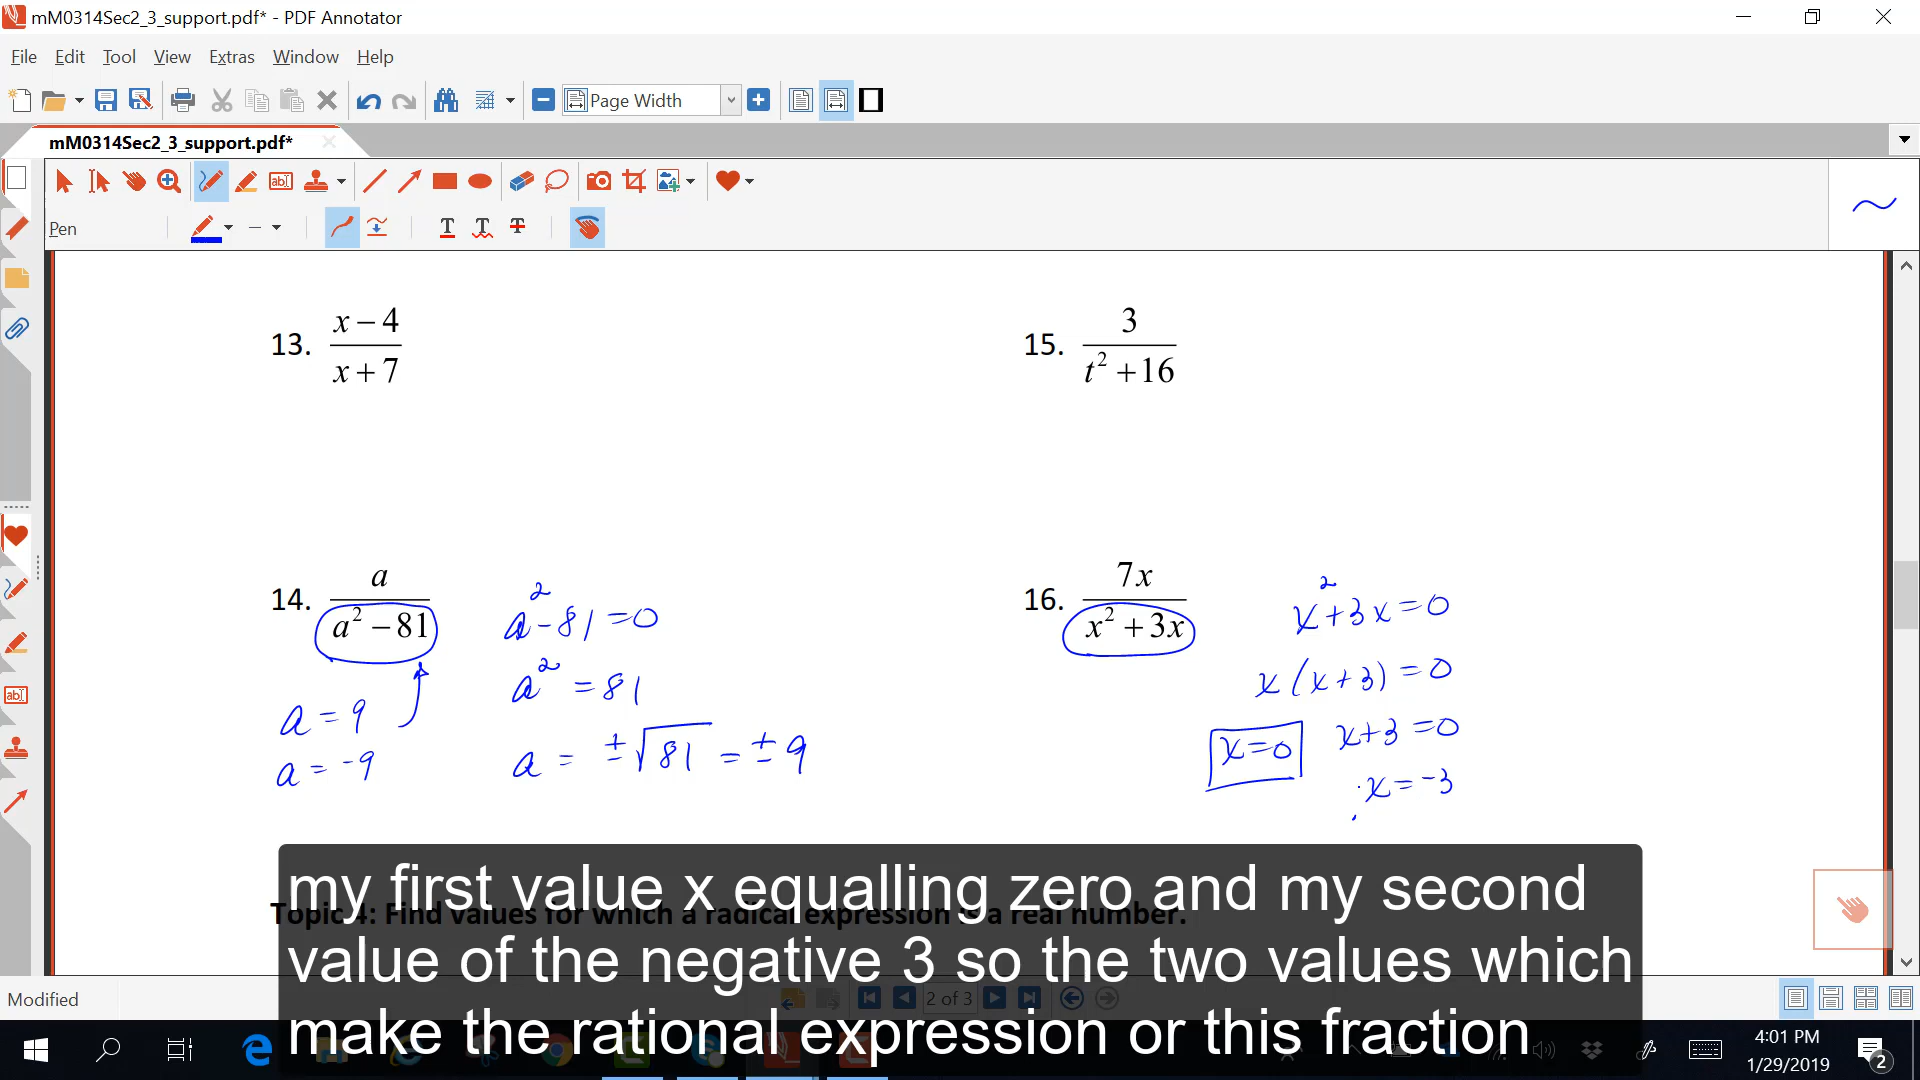 mM0314Sec2_3_support.pdf* - PDF Annotator
File Edit Tool View Extras Window Help
Page Width
mM0314Sec2_3_support.pdf*
Pen
13. x − 4
x + 7
15. 3
t² + 16
14. a
a² − 81
a² - 81 = 0
a² = 81
a = ± √81 = ± 9
a = 9
a = -9
16. 7x
x² + 3x
x² + 3x = 0
x (x + 3) = 0
x = 0 x + 3 = 0
x = -3
Topic 4: Find values for which a radical expression is a real number.
my first value x equalling zero and my second
value of the negative 3 so the two values which
make the rational expression or this fraction
Modified
2 of 3
4:01 PM
1/29/2019
2